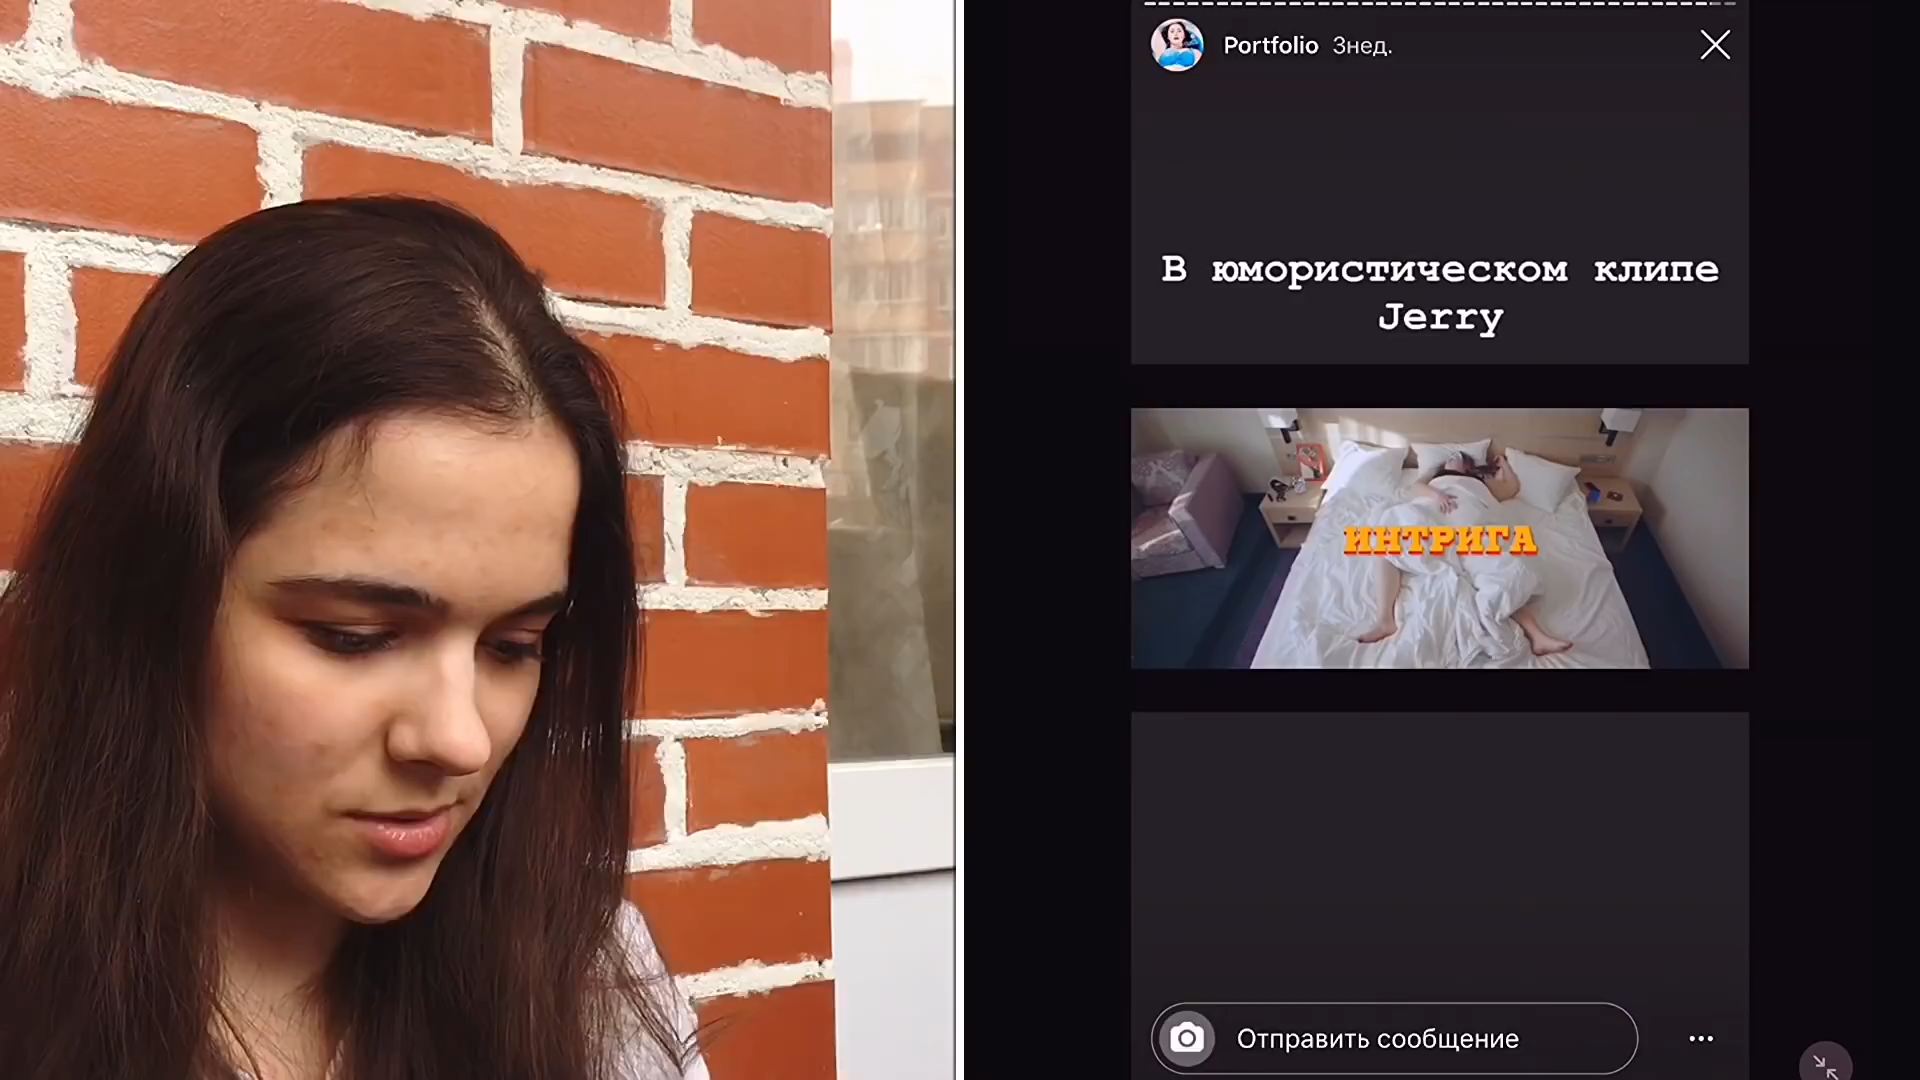 Portfolio 3нед.
В юмористическом клипе
Jerry
ИНТРИГА
Отправить сообщение